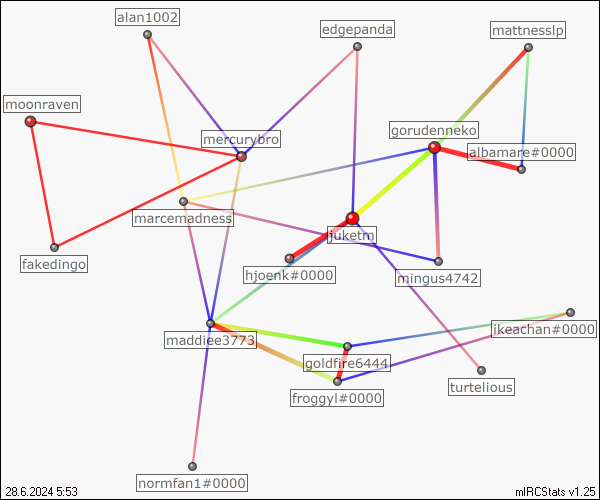 alan1002
edgepanda
mattnesslp
moonraven
mercurybro
gorudenneko
albamare#0000
marcemadness
juketm
fakedingo
hjoenk#0000
mingus4742
ikeachan#0000
maddiee3773
goldfire6444
turtelious
froggyl#0000
normfan1#0000
28.6.2024 5:53
mIRCStats v1.25